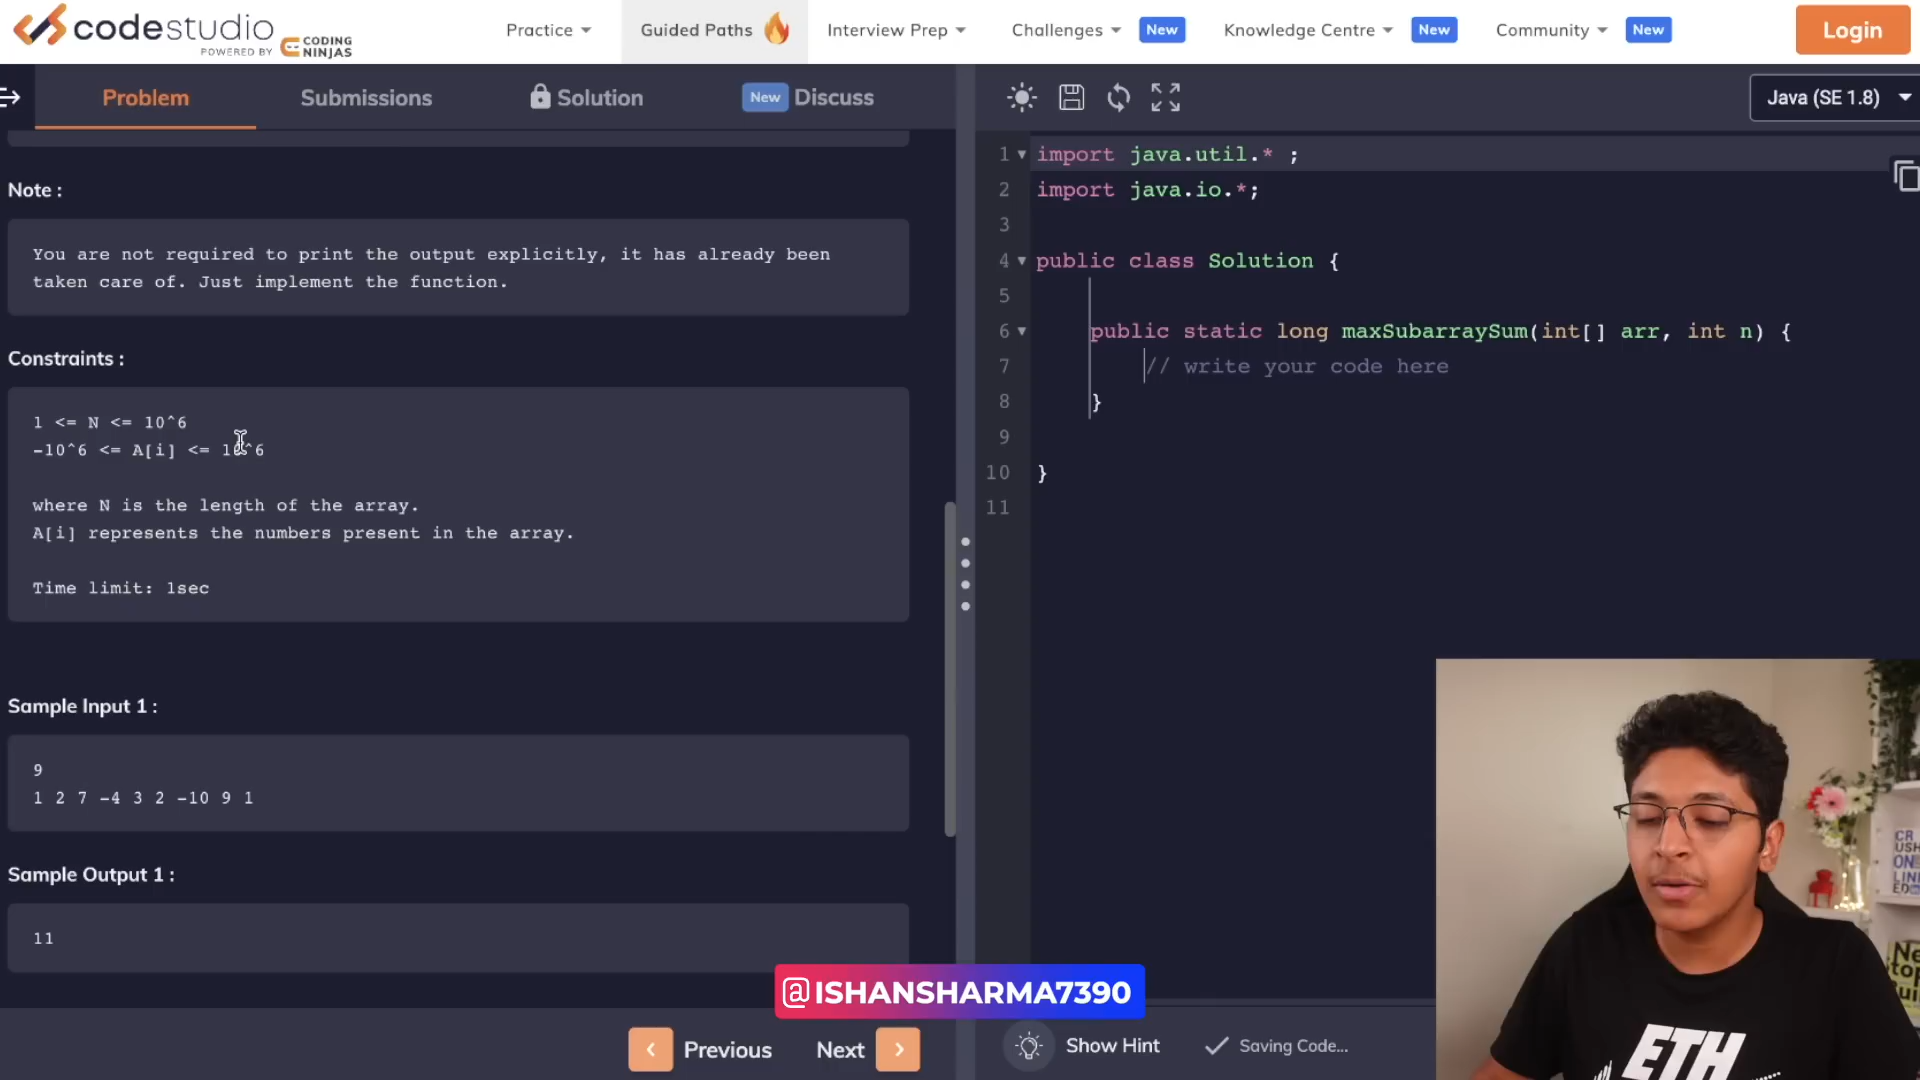 codestudio
POWERED BY CODING NINJAS
Practice
Guided Paths
Interview Prep
Challenges New
Knowledge Centre New
Community New
Login
Problem
Submissions
Solution
New Discuss
Java (SE 1.8)
Note :
You are not required to print the output explicitly, it has already been
taken care of. Just implement the function.
Constraints :
1 <= N <= 10^6
-10^6 <= A[i] <= 10^6
where N is the length of the array.
A[i] represents the numbers present in the array.
Time limit: 1sec
Sample Input 1 :
9
1 2 7 -4 3 2 -10 9 1
Sample Output 1 :
11
Previous
Next
1 import java.util.* ;
2 import java.io.*;
3
4 public class Solution {
5
6 public static long maxSubarraySum(int[] arr, int n) {
7 // write your code here
8 }
9
10 }
11
Show Hint
Saving Code...
@ISHANSHARMA7390
CR
USH
ON
LIN
ED
ETH